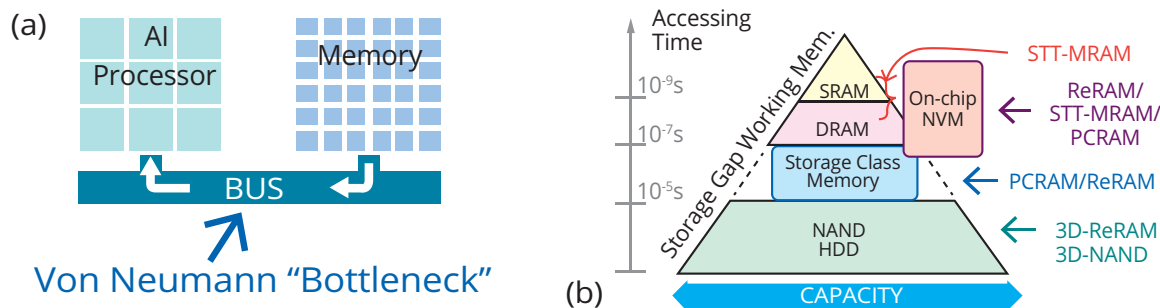 (a)
AI
Processor
Memory
BUS
Von Neumann “Bottleneck”
(b)
Accessing
Time
10⁻⁹s
10⁻⁷s
10⁻⁵s
Storage Gap Working Mem.
SRAM
DRAM
Storage Class
Memory
NAND
HDD
On-chip
NVM
STT-MRAM
ReRAM/
STT-MRAM/
PCRAM
PCRAM/ReRAM
3D-ReRAM
3D-NAND
CAPACITY